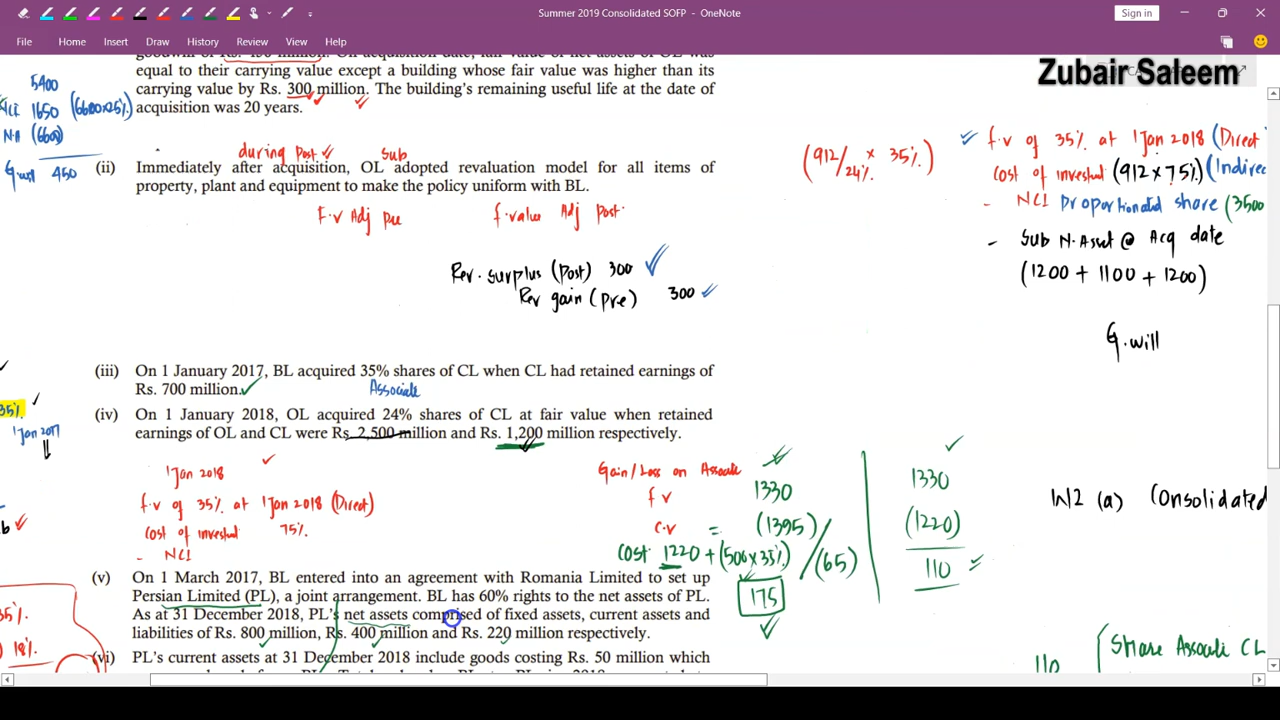 Summer 2019 Consolidated SOFP - OneNote
Sign in
File Home Insert Draw History Review View Help
Zubair Saleem
5400
1650 (6600x25%)
N.A (6600)
G.will 450
equal to their carrying value except a building whose fair value was higher than its
carrying value by Rs. 300 million. The building's remaining useful life at the date of
acquisition was 20 years.
during Post Sub
(ii) Immediately after acquisition, OL adopted revaluation model for all items of
property, plant and equipment to make the policy uniform with BL.
F.v Adj pre f.value Adj post
Rev. surplus (post) 300
Rev gain (pre) 300
(912/24% x 35%)
f.v of 35% at 1 Jan 2018 (Direct
cost of investmt (912 x 75%) (Indirec
- NCI proportionated share (3500
- Sub N.Asset @ Acq date
(1200 + 1100 + 1200)
G.will
(iii) On 1 January 2017, BL acquired 35% shares of CL when CL had retained earnings of
Rs. 700 million.
Associate
(iv) On 1 January 2018, OL acquired 24% shares of CL at fair value when retained
earnings of OL and CL were Rs. 2,500 million and Rs. 1,200 million respectively.
35%
1 Jan 2017
1 Jan 2018
f.v of 35% at 1 Jan 2018 (Direct)
cost of investmt 75%
- NCI
Gain/Loss on Associate
f v 1330
c.v = (1395)
cost 1220 + (500x35%) (65)
175
1330
(1220)
110
W2 (a) Consolidated
(v) On 1 March 2017, BL entered into an agreement with Romania Limited to set up
Persian Limited (PL), a joint arrangement. BL has 60% rights to the net assets of PL.
As at 31 December 2018, PL's net assets comprised of fixed assets, current assets and
liabilities of Rs. 800 million, Rs. 400 million and Rs. 220 million respectively.
(vi) PL's current assets at 31 December 2018 include goods costing Rs. 50 million which
35%
18%
110 Share Associate CL